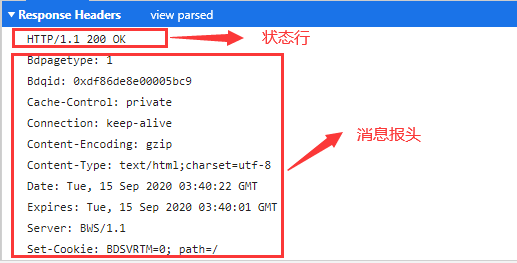 Response Headers view parsed
HTTP/1.1 200 OK 状态行
Bdpagetype: 1
Bdqid: 0xdf86de8e00005bc9
Cache-Control: private
Connection: keep-alive
Content-Encoding: gzip 消息报头
Content-Type: text/html;charset=utf-8
Date: Tue, 15 Sep 2020 03:40:22 GMT
Expires: Tue, 15 Sep 2020 03:40:01 GMT
Server: BWS/1.1
Set-Cookie: BDSVRTM=0; path=/